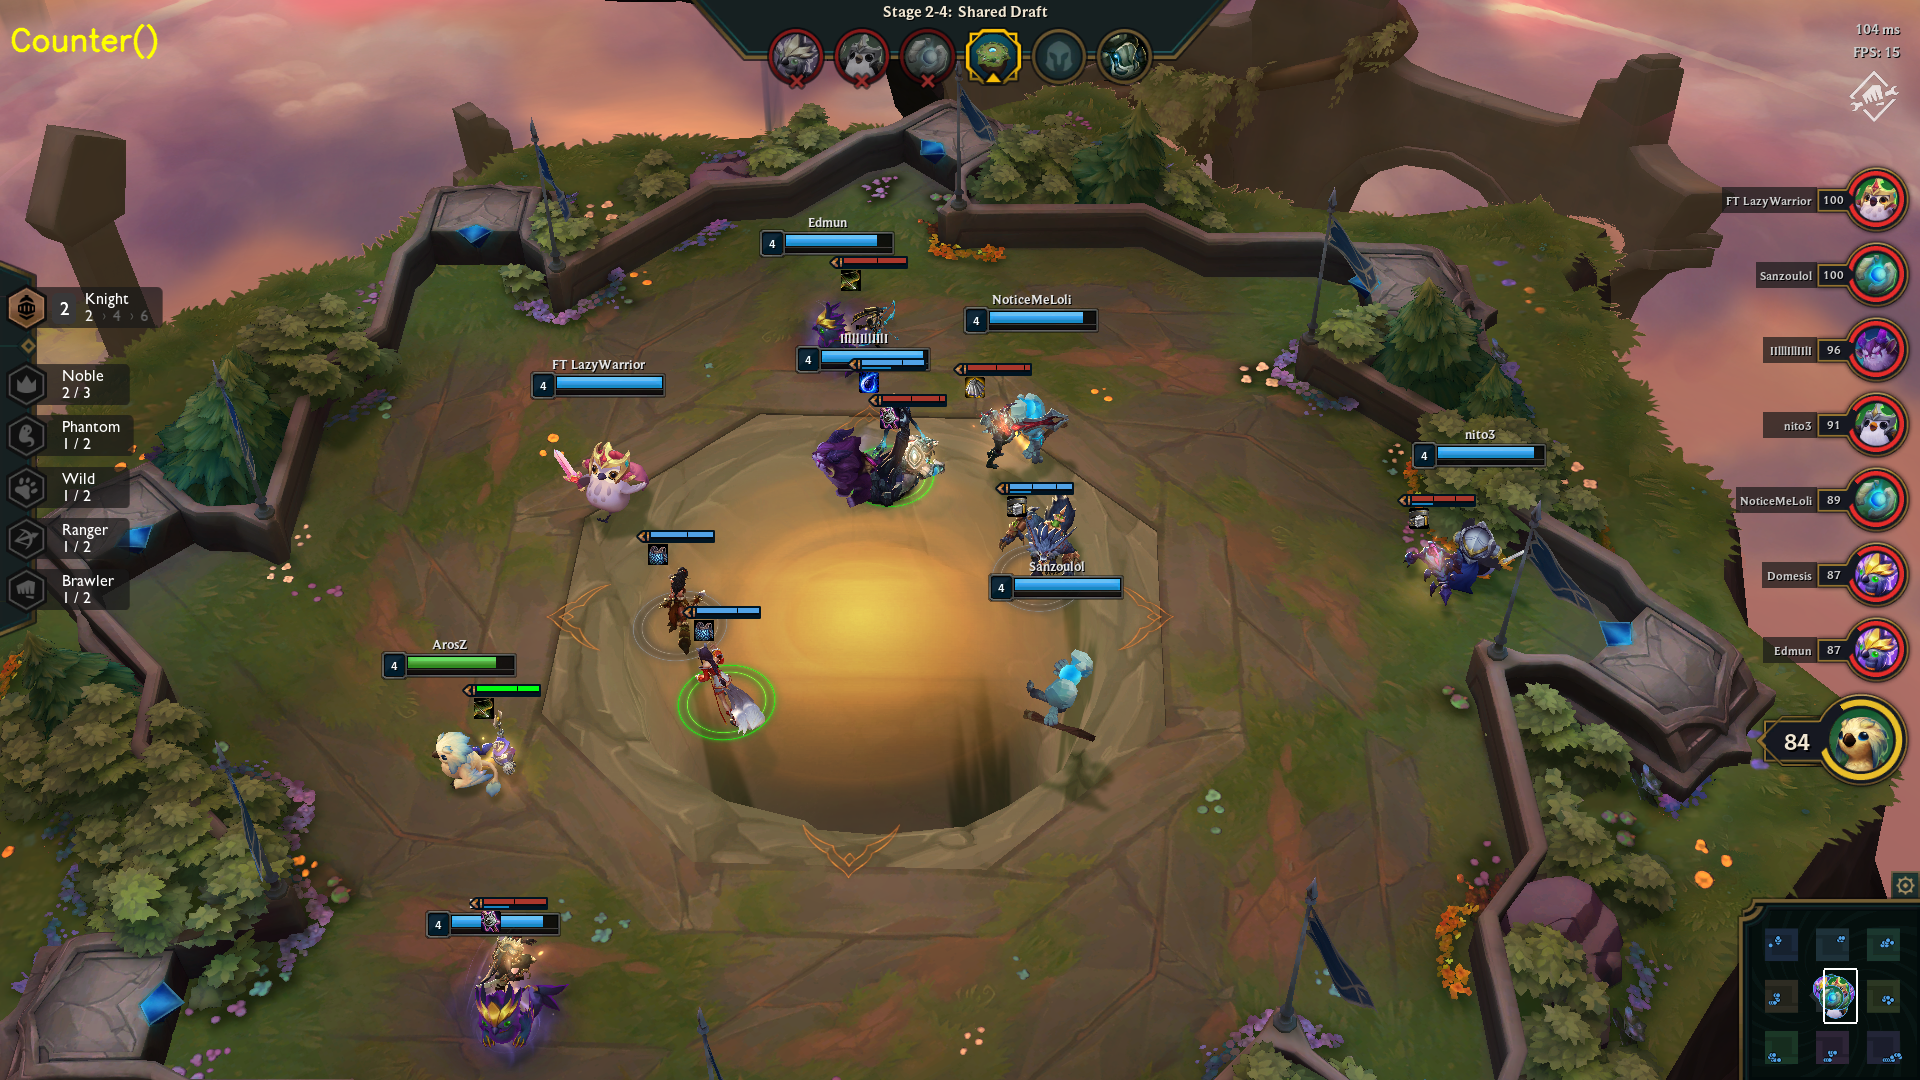 Stage 2-4: Shared Draft
Counter()
104 ms
FPS: 15
FT LazyWarrior 100
Sanzoulol 100
96
nito3 91
NoticeMeLoli 89
Domesis 87
Edmun 87
84
2 Knight
2 › 4 › 6
Noble
2 / 3
Phantom
1 / 2
Wild
1 / 2
Ranger
1 / 2
Brawler
1 / 2
Edmun
4
NoticeMeLoli
4
4
FT LazyWarrior
4
nito3
4
Sanzoulol
4
ArosZ
4
4